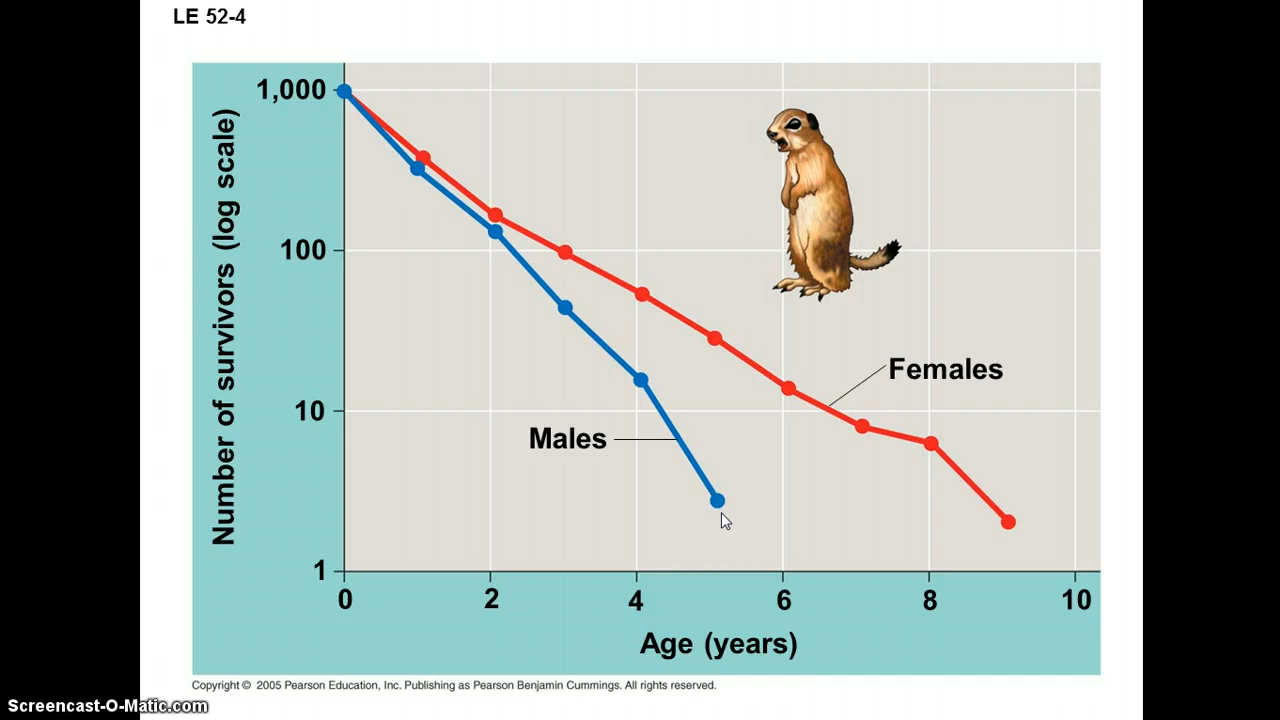 LE 52-4
1,000
100
10
1
Number of survivors (log scale)
Females
Males
0 2 4 6 8 10
Age (years)
Copyright © 2005 Pearson Education, Inc. Publishing as Pearson Benjamin Cummings. All rights reserved.
Screencast-O-Matic.com